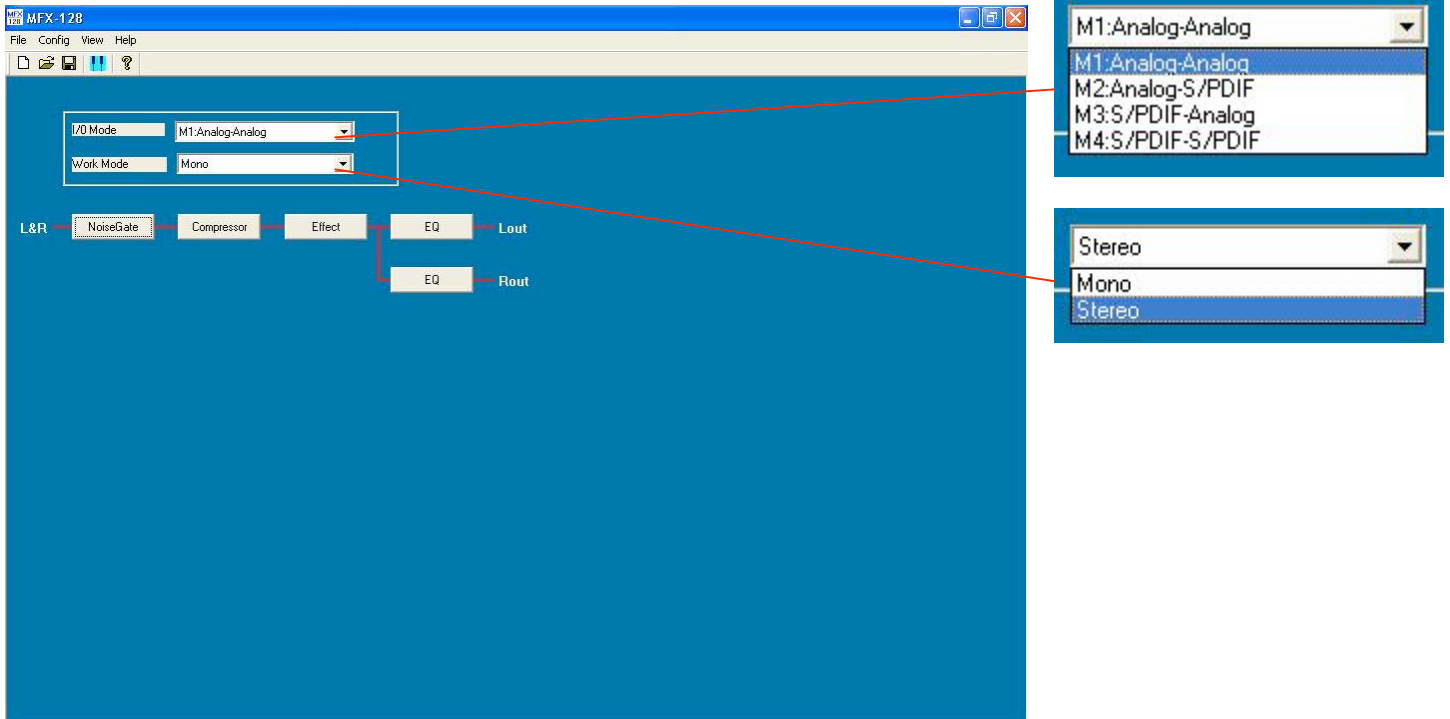 MFX 128 MFX-128
File Config View Help
I/O Mode M1:Analog-Analog
Work Mode Mono
L&R NoiseGate Compressor Effect EQ Lout
EQ Rout
M1:Analog-Analog
M1:Analog-Analog
M2:Analog-S/PDIF
M3:S/PDIF-Analog
M4:S/PDIF-S/PDIF
Stereo
Mono
Stereo